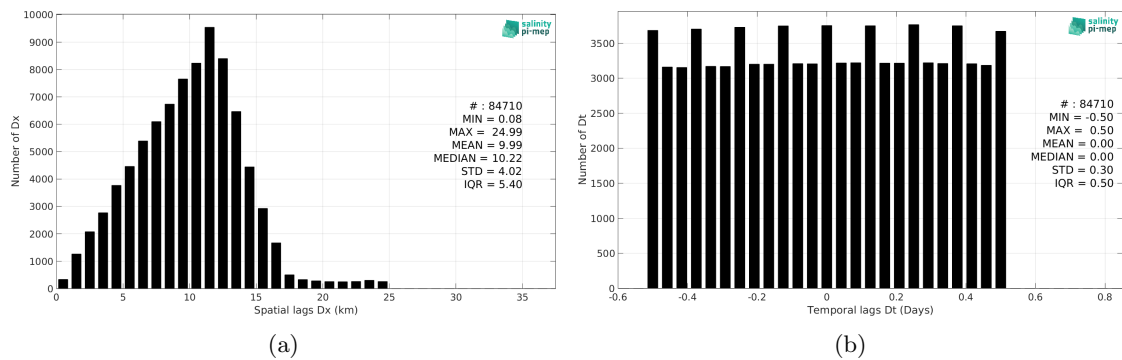 10000
9000
8000
7000
6000
5000
4000
3000
2000
1000
0
Number of Dx
0 5 10 15 20 25 30 35
Spatial lags Dx (km)
salinity
pi-mep
# : 84710
MIN = 0.08
MAX = 24.99
MEAN = 9.99
MEDIAN = 10.22
STD = 4.02
IQR = 5.40
(a)
3500
3000
2500
2000
1500
1000
500
0
Number of Dt
-0.6 -0.4 -0.2 0 0.2 0.4 0.6 0.8
Temporal lags Dt (Days)
salinity
pi-mep
# : 84710
MIN = -0.50
MAX = 0.50
MEAN = 0.00
MEDIAN = 0.00
STD = 0.30
IQR = 0.50
(b)